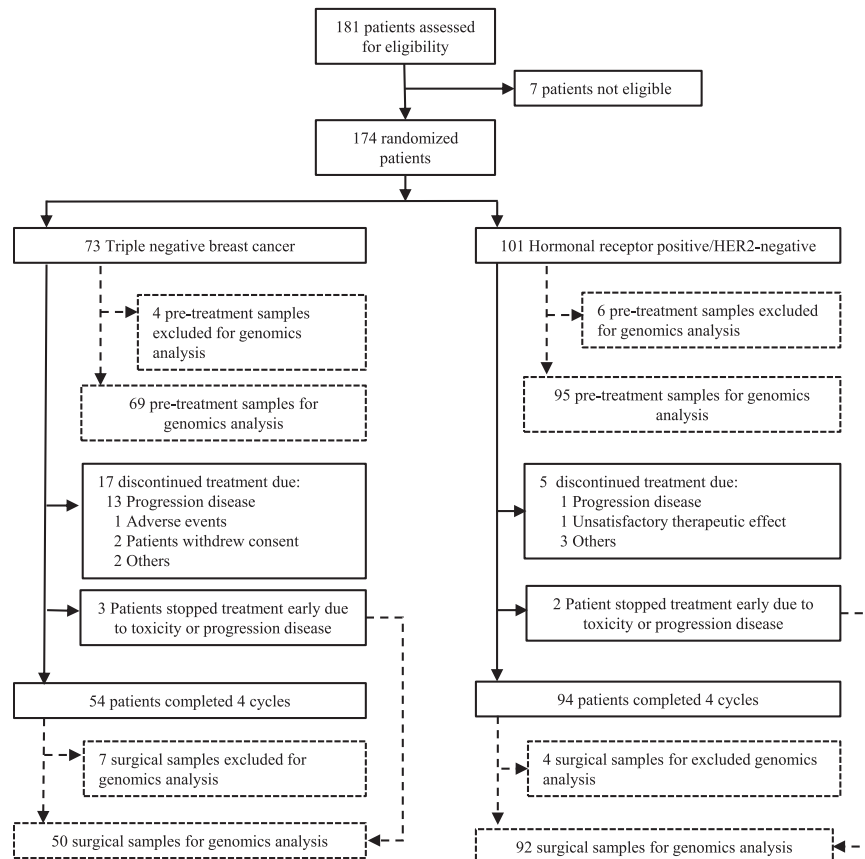 181 patients assessed
for eligibility
7 patients not eligible
174 randomized
patients
73 Triple negative breast cancer
101 Hormonal receptor positive/HER2-negative
4 pre-treatment samples
excluded for genomics
analysis
6 pre-treatment samples excluded
for genomics analysis
69 pre-treatment samples for
genomics analysis
95 pre-treatment samples for genomics
analysis
17 discontinued treatment due:
13 Progression disease
1 Adverse events
2 Patients withdrew consent
2 Others
5 discontinued treatment due:
1 Progression disease
1 Unsatisfactory therapeutic effect
3 Others
3 Patients stopped treatment early due
to toxicity or progression disease
2 Patient stopped treatment early due to
toxicity or progression disease
54 patients completed 4 cycles
94 patients completed 4 cycles
7 surgical samples excluded for
genomics analysis
4 surgical samples for excluded genomics
analysis
50 surgical samples for genomics analysis
92 surgical samples for genomics analysis